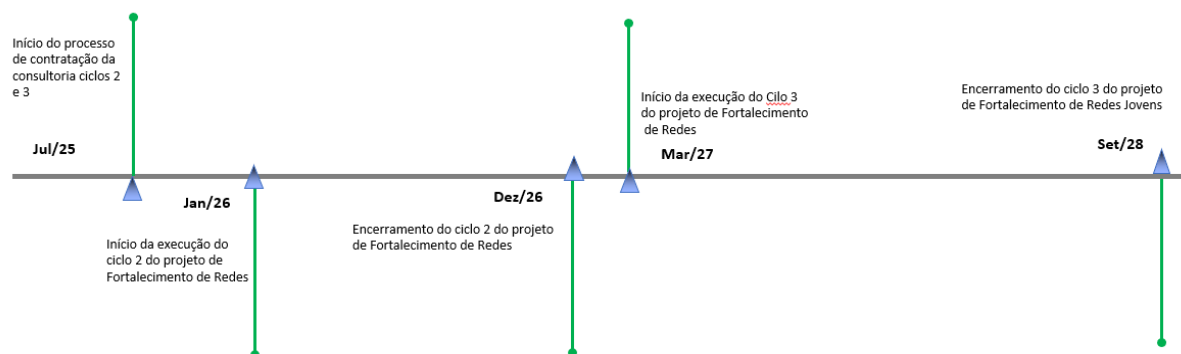 Início do processo
de contratação da
consultoria ciclos 2
e 3
Jul/25
Jan/26
Início da execução do
ciclo 2 do projeto de
Fortalecimento de Redes
Dez/26
Encerramento do ciclo 2 do projeto
de Fortalecimento de Redes
Início da execução do Cilo 3
do projeto de Fortalecimento
de Redes
Mar/27
Encerramento do ciclo 3 do projeto
de Fortalecimento de Redes Jovens
Set/28